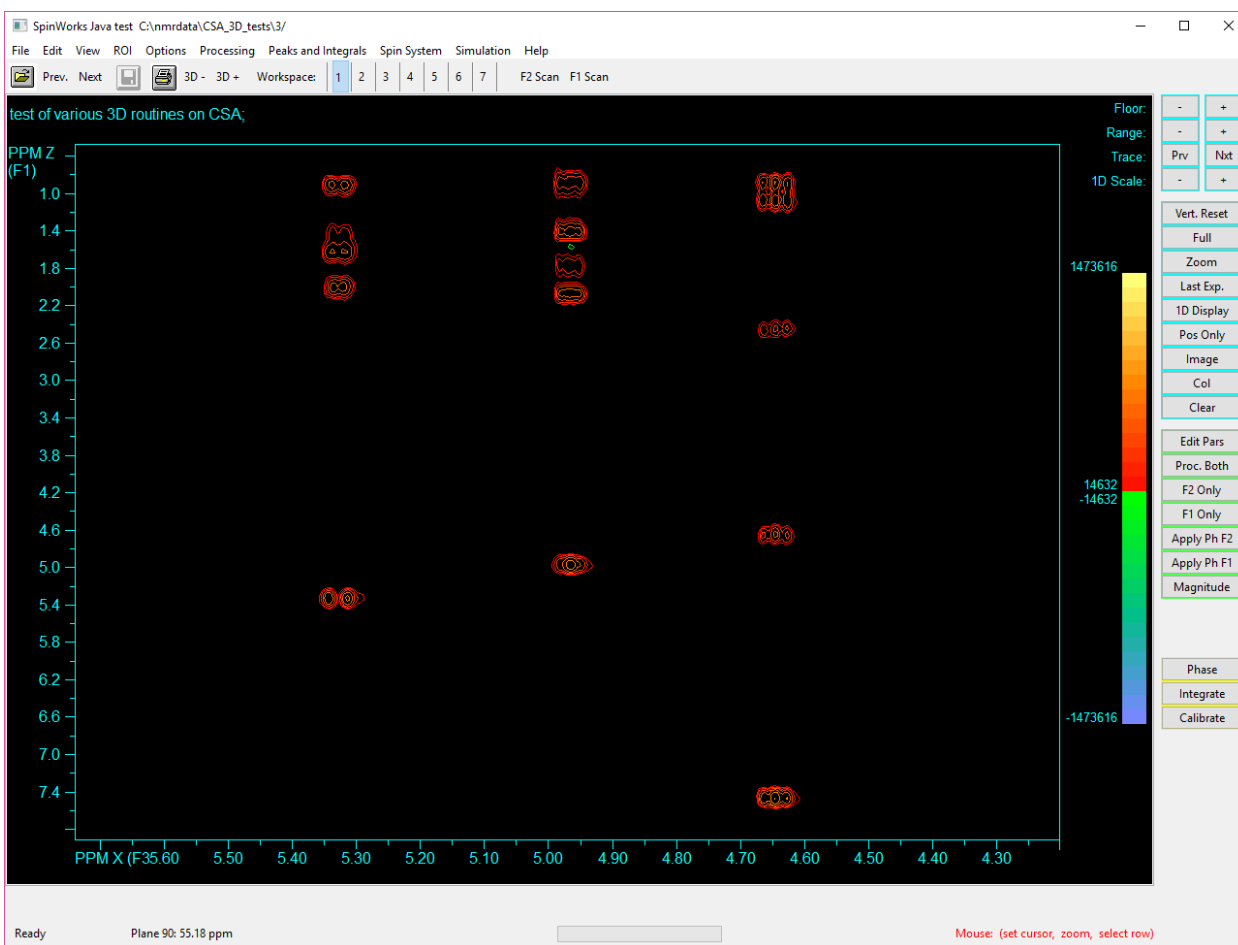 SpinWorks Java test C:\nmrdata\CSA_3D_tests\3/
File Edit View ROI Options Processing Peaks and Integrals Spin System Simulation Help
Prev. Next 3D - 3D + Workspace: 1 2 3 4 5 6 7 F2 Scan F1 Scan
test of various 3D routines on CSA;
Floor: - +
Range: - +
Trace: Prv Nxt
1D Scale: - +
PPM Z
(F1)
1.0
1.4
1.8
2.2
2.6
3.0
3.4
3.8
4.2
4.6
5.0
5.4
5.8
6.2
6.6
7.0
7.4
PPM X (F35.60 5.50 5.40 5.30 5.20 5.10 5.00 4.90 4.80 4.70 4.60 4.50 4.40 4.30
1473616
14632
-14632
-1473616
Vert. Reset
Full
Zoom
Last Exp.
1D Display
Pos Only
Image
Col
Clear
Edit Pars
Proc. Both
F2 Only
F1 Only
Apply Ph F2
Apply Ph F1
Magnitude
Phase
Integrate
Calibrate
Ready Plane 90: 55.18 ppm Mouse: (set cursor, zoom, select row)